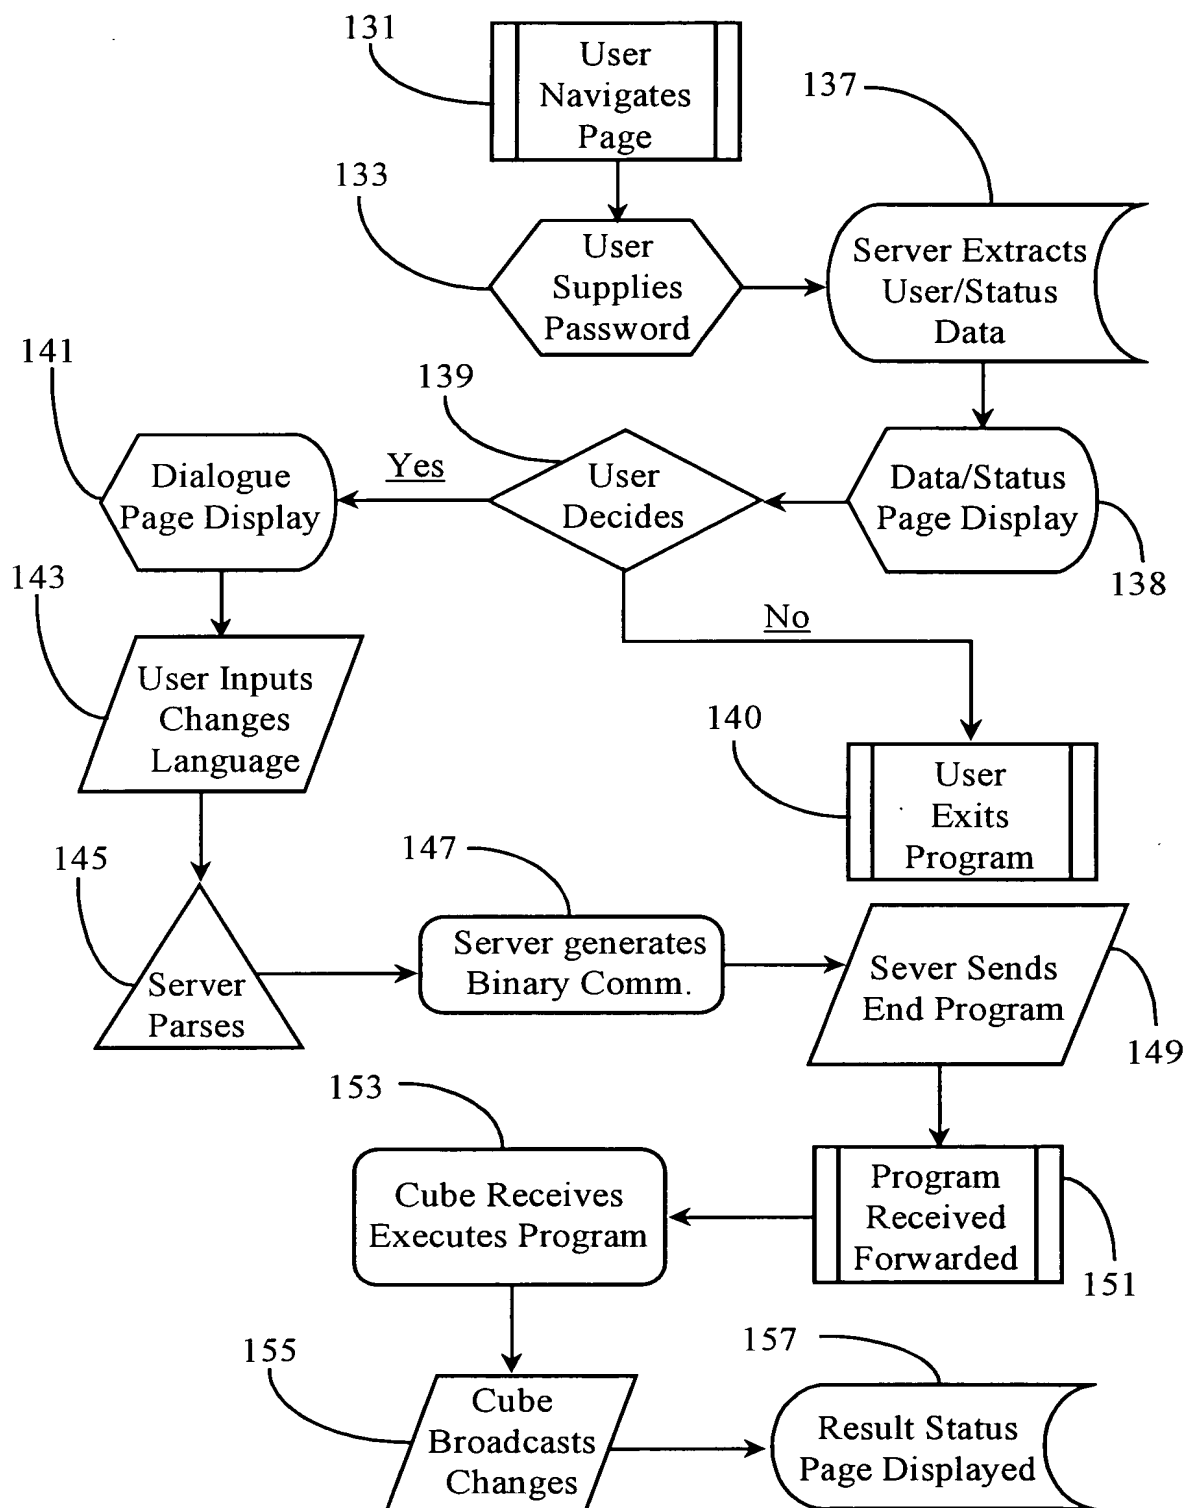 131
User
Navigates
Page
137
133
User
Supplies
Password
Server Extracts
User/Status
Data
141
139
Dialogue
Page Display
Yes
User
Decides
Data/Status
Page Display
138
143
No
User Inputs
Changes
Language
140
User
Exits
Program
145
147
Server
Parses
Server generates
Binary Comm.
Sever Sends
End Program
149
153
Cube Receives
Executes Program
Program
Received
Forwarded
151
155
157
Cube
Broadcasts
Changes
Result Status
Page Displayed